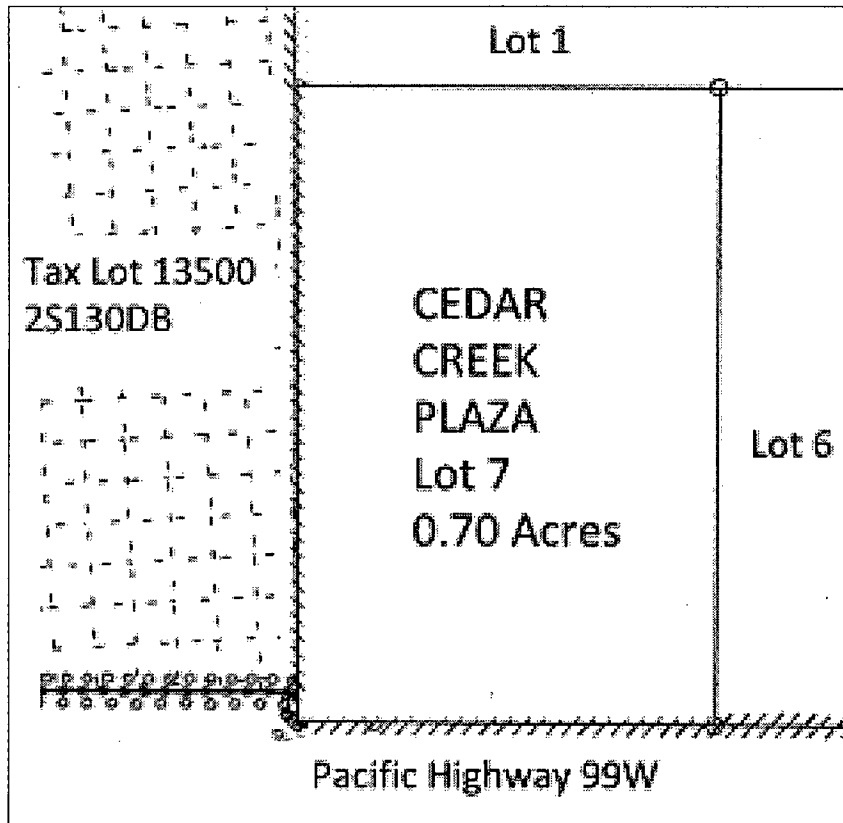 Lot 1
Tax Lot 13500
2S130DB
CEDAR
CREEK
PLAZA
Lot 7
0.70 Acres
Lot 6
Pacific Highway 99W